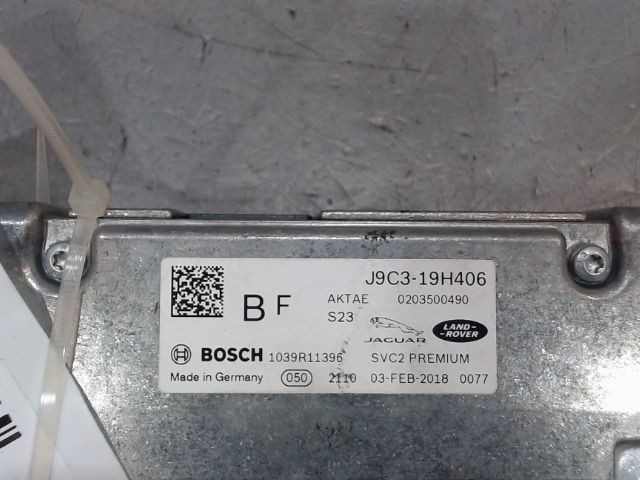 J9C3-19H406
B F
AKTAE 0203500490
S23
JAGUAR
LAND-ROVER
BOSCH 1039R11396 SVC2 PREMIUM
Made in Germany 050 2110 03-FEB-2018 0077